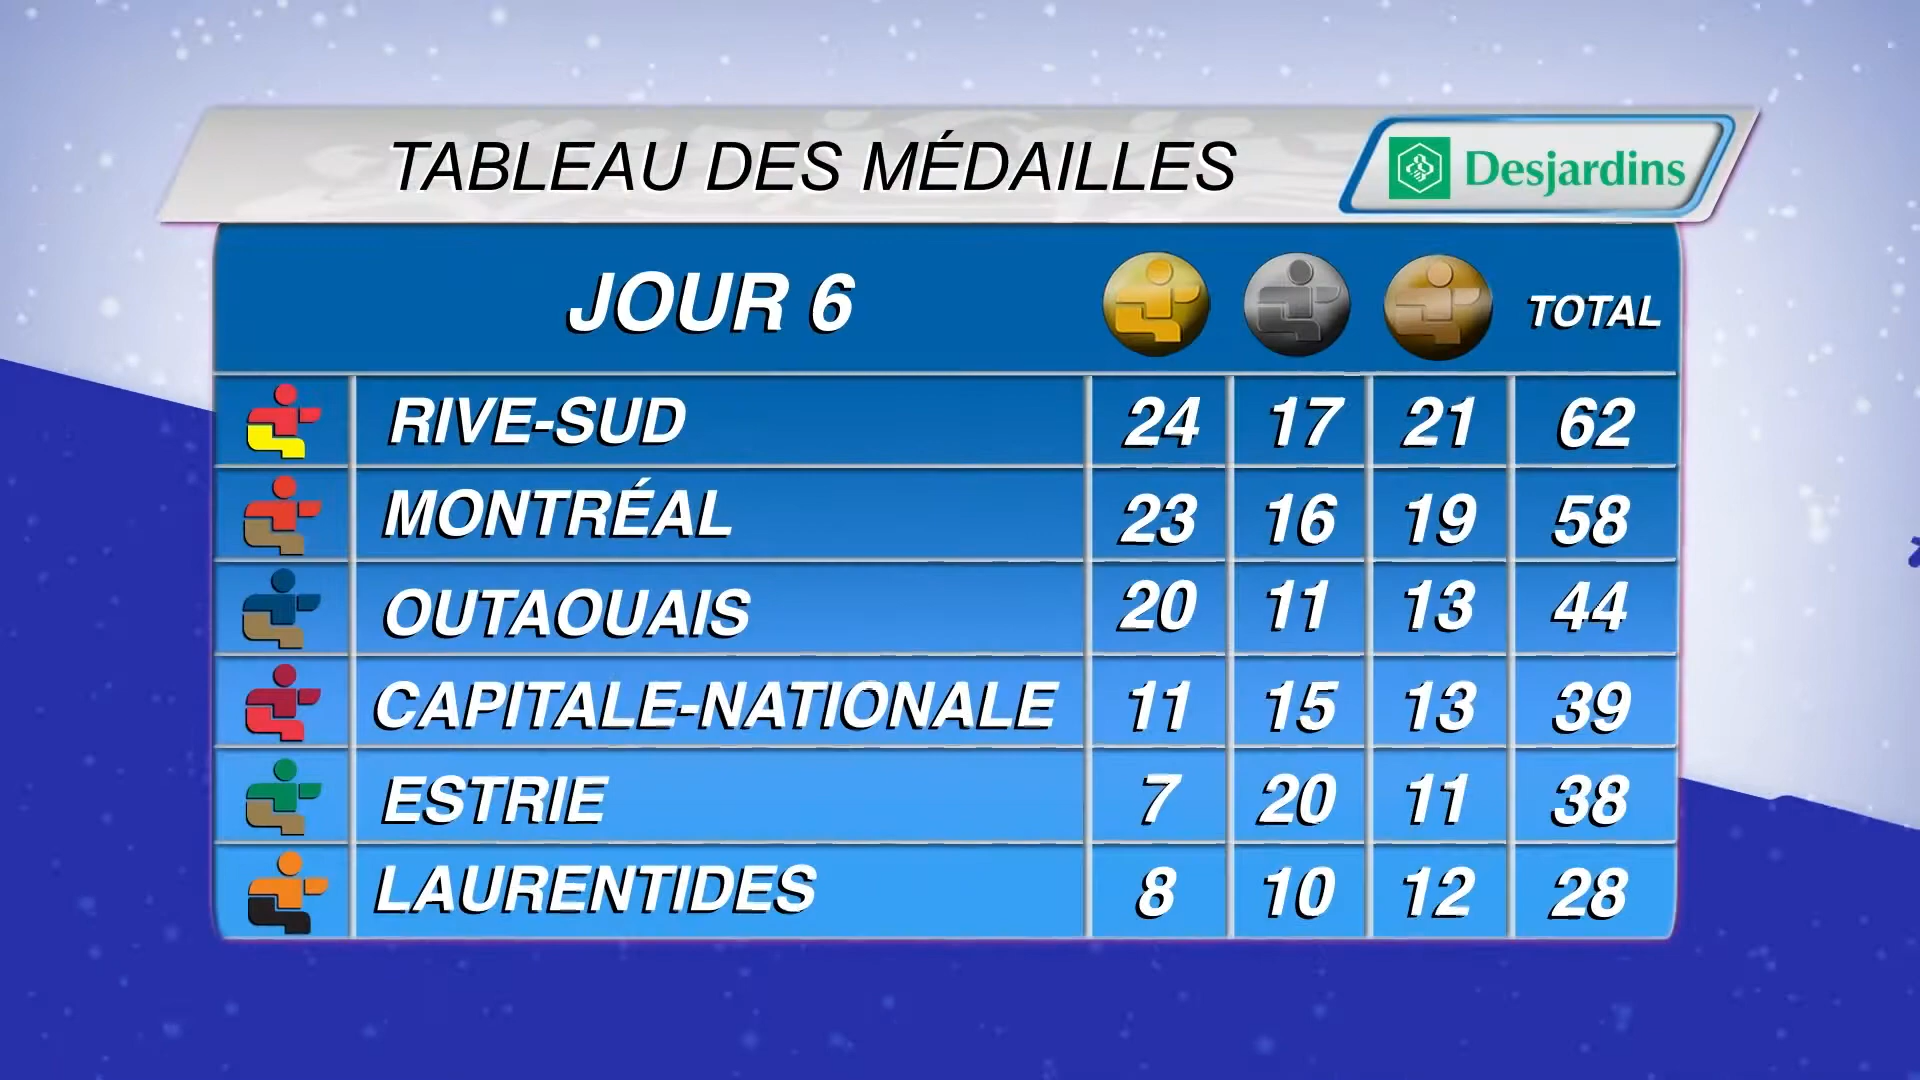 TABLEAU DES MÉDAILLES
Desjardins
JOUR 6 TOTAL
RIVE-SUD 24 17 21 62
MONTRÉAL 23 16 19 58
OUTAOUAIS 20 11 13 44
CAPITALE-NATIONALE 11 15 13 39
ESTRIE 7 20 11 38
LAURENTIDES 8 10 12 28